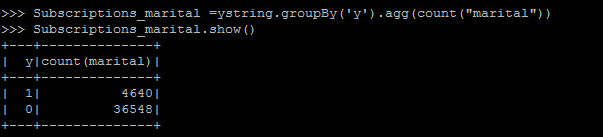 >>> Subscriptions_marital =ystring.groupBy('y').agg(count("marital"))
>>> Subscriptions_marital.show()
+---+--------------+
|  y|count(marital)|
+---+--------------+
|  1|          4640|
|  0|         36548|
+---+--------------+